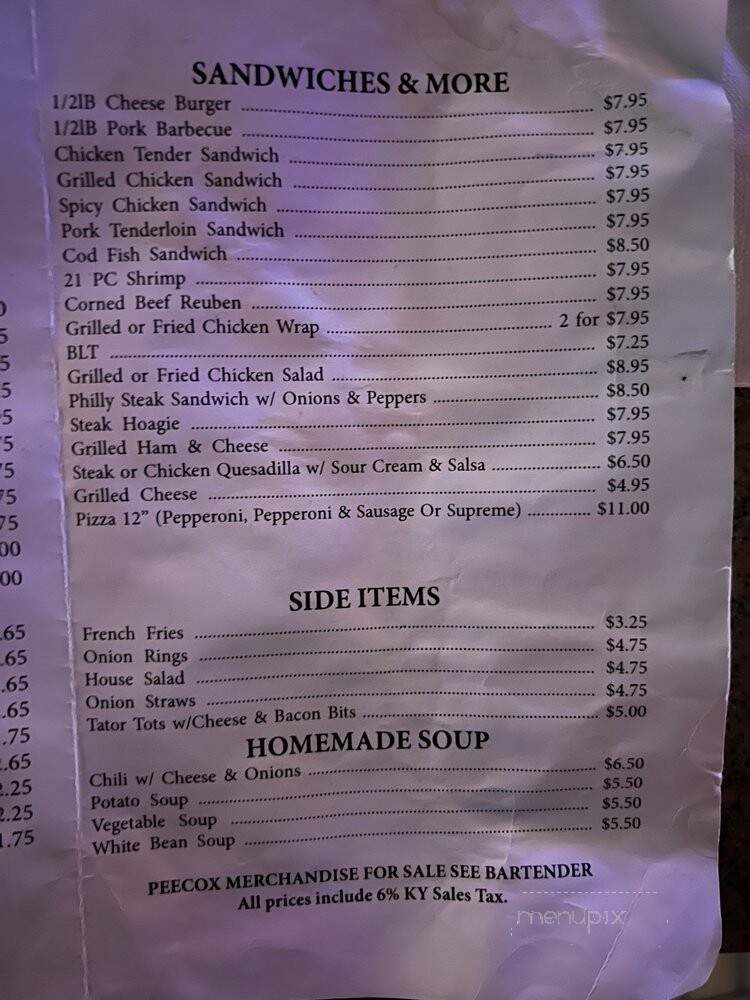 SANDWICHES & MORE
1/2lB Cheese Burger $7.95
1/2lB Pork Barbecue $7.95
Chicken Tender Sandwich $7.95
Grilled Chicken Sandwich $7.95
Spicy Chicken Sandwich $7.95
Pork Tenderloin Sandwich $7.95
Cod Fish Sandwich $8.50
21 PC Shrimp $7.95
Corned Beef Reuben $7.95
Grilled or Fried Chicken Wrap 2 for $7.95
BLT $7.25
Grilled or Fried Chicken Salad $8.95
Philly Steak Sandwich w/ Onions & Peppers $8.50
Steak Hoagie $7.95
Grilled Ham & Cheese $7.95
Steak or Chicken Quesadilla w/ Sour Cream & Salsa $6.50
Grilled Cheese $4.95
Pizza 12” (Pepperoni, Pepperoni & Sausage Or Supreme) $11.00
SIDE ITEMS
French Fries $3.25
Onion Rings $4.75
House Salad $4.75
Onion Straws $4.75
Tator Tots w/Cheese & Bacon Bits $5.00
HOMEMADE SOUP
Chili w/ Cheese & Onions $6.50
Potato Soup $5.50
Vegetable Soup $5.50
White Bean Soup $5.50
PEECOX MERCHANDISE FOR SALE SEE BARTENDER
All prices include 6% KY Sales Tax.
menupix